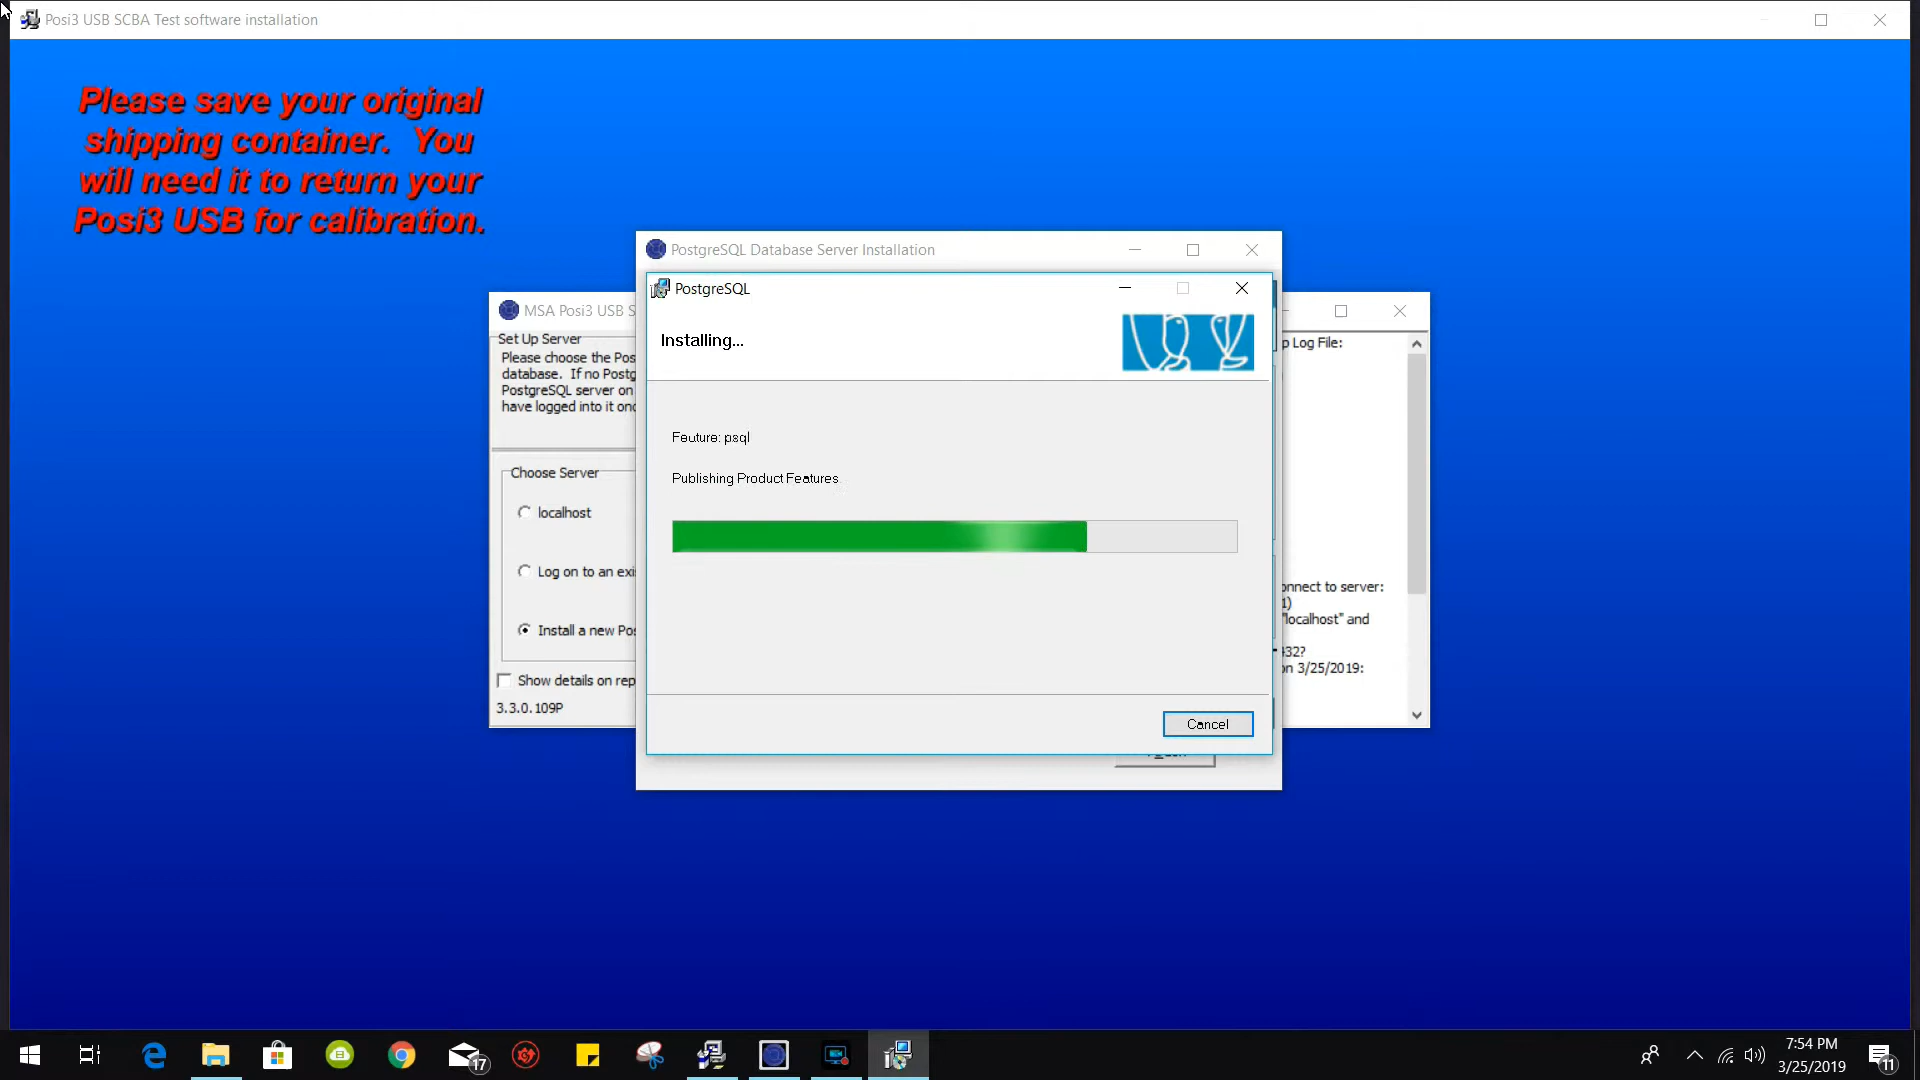 Posi3 USB SCBA Test software installation
Please save your original
shipping container. You
will need it to return your
Posi3 USB for calibration.
PostgreSQL Database Server Installation
PostgreSQL
Installing...
Feature: psql
Publishing Product Features
Cancel
MSA Posi3 USB S
Set Up Server
Please choose the Pos
database. If no Postg
PostgreSQL server on
have logged into it onc
Choose Server
localhost
Log on to an exi
Install a new Pos
Show details on rep
3.3.0.109P
p Log File:
onnect to server:
1)
"localhost" and
432?
on 3/25/2019:
17
7:54 PM
3/25/2019
11